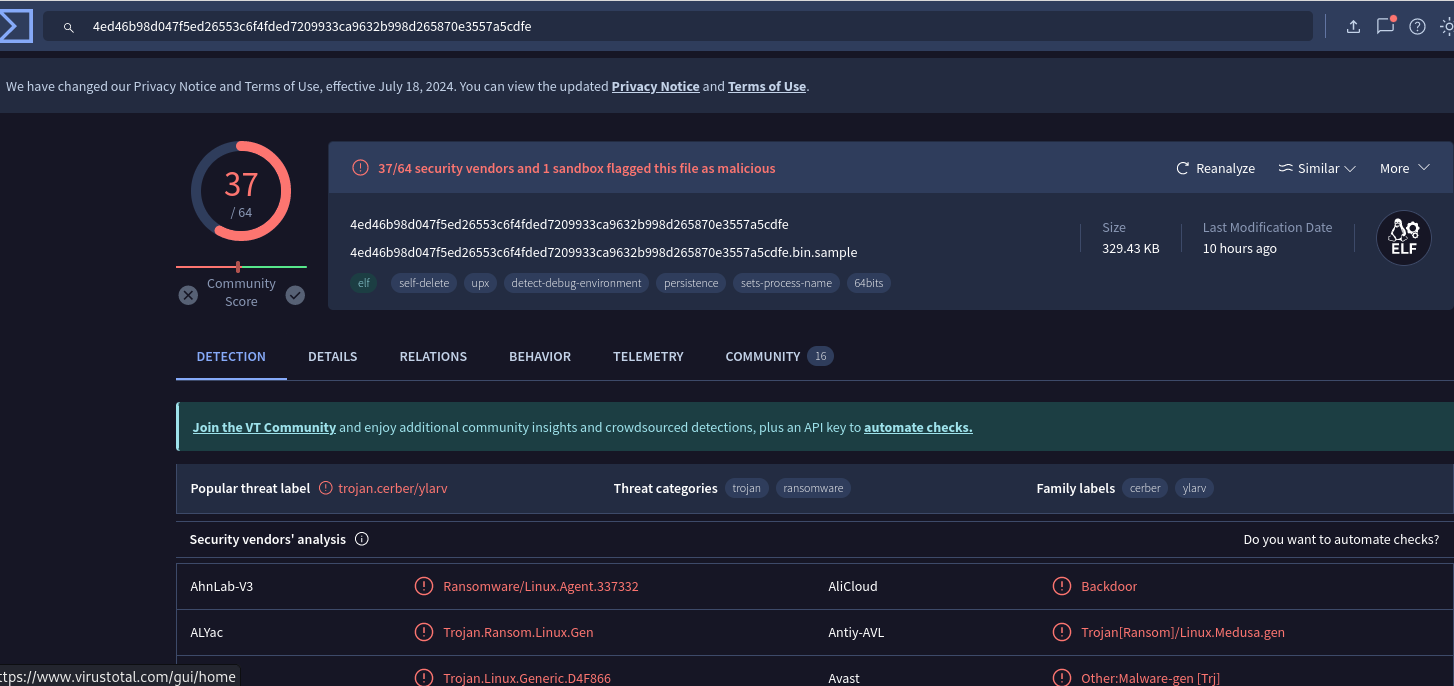 4ed46b98d047f5ed26553c6f4fded7209933ca9632b998d265870e3557a5cdfe
We have changed our Privacy Notice and Terms of Use, effective July 18, 2024. You can view the updated Privacy Notice and Terms of Use.
37
/ 64
Community
Score
37/64 security vendors and 1 sandbox flagged this file as malicious
Reanalyze
Similar
More
4ed46b98d047f5ed26553c6f4fded7209933ca9632b998d265870e3557a5cdfe
4ed46b98d047f5ed26553c6f4fded7209933ca9632b998d265870e3557a5cdfe.bin.sample
elf self-delete upx detect-debug-environment persistence sets-process-name 64bits
Size
329.43 KB
Last Modification Date
10 hours ago
ELF
DETECTION DETAILS RELATIONS BEHAVIOR TELEMETRY COMMUNITY 16
Join the VT Community and enjoy additional community insights and crowdsourced detections, plus an API key to automate checks.
Popular threat label trojan.cerber/ylarv Threat categories trojan ransomware Family labels cerber ylarv
Security vendors' analysis Do you want to automate checks?
AhnLab-V3 Ransomware/Linux.Agent.337332 AliCloud Backdoor
ALYac Trojan.Ransom.Linux.Gen Antiy-AVL Trojan[Ransom]/Linux.Medusa.gen
Trojan.Linux.Generic.D4F866 Avast Other:Malware-gen [Trj]
ttps://www.virustotal.com/gui/home